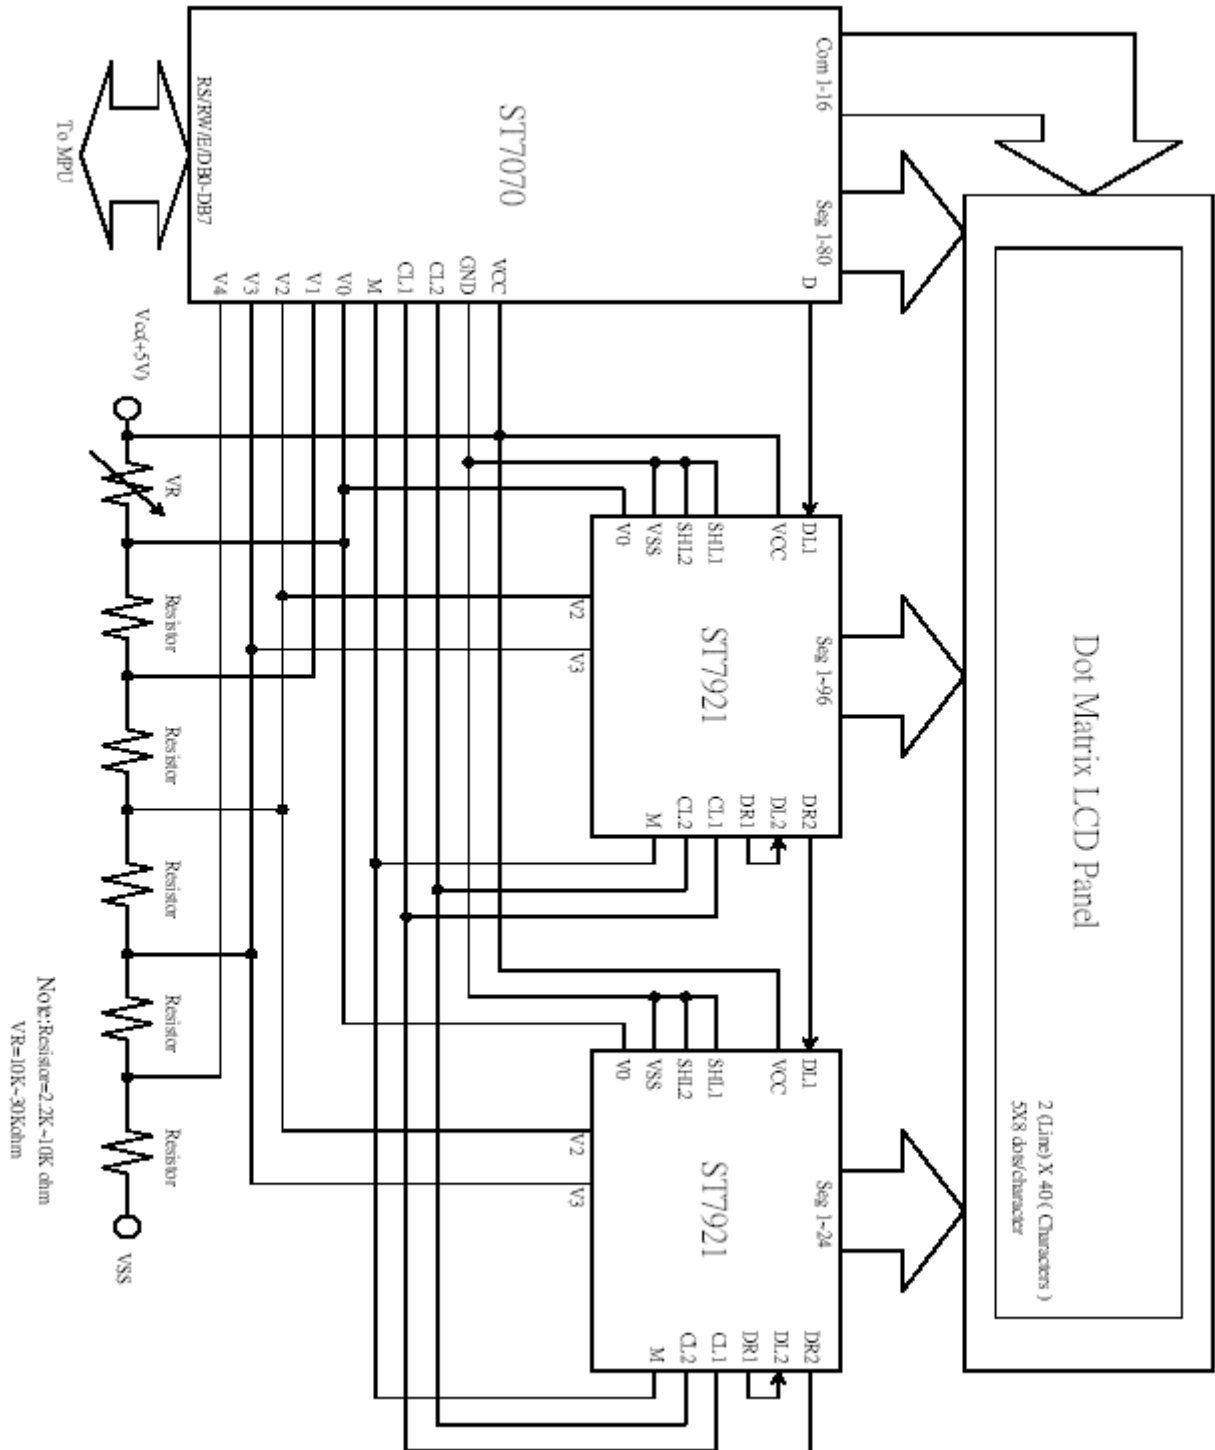 Dot Matrix LCD Panel
2 (Line) X 40 ( Characters )
5X8 dots/character
Com 1-16
Seg 1-80
D
ST7070
RS/RW/E/DB0-DB7
To MPU
VCC
GND
CL2
CL1
M
V0
V1
V2
V3
V4
DL1
VCC
SHL1
SHL2
VSS
V0
Seg 1~96
ST7921
V2
V3
DR2
DL2
DR1
CL1
CL2
M
DL1
VCC
SHL1
SHL2
VSS
V0
Seg 1~24
ST7921
V2
V3
DR2
DL2
DR1
CL1
CL2
M
Vcc(+5V)
VR
Resistor
Resistor
Resistor
Resistor
Resistor
VSS
Note:Resistor=2.2K~10K ohm
VR=10K~30Kohm